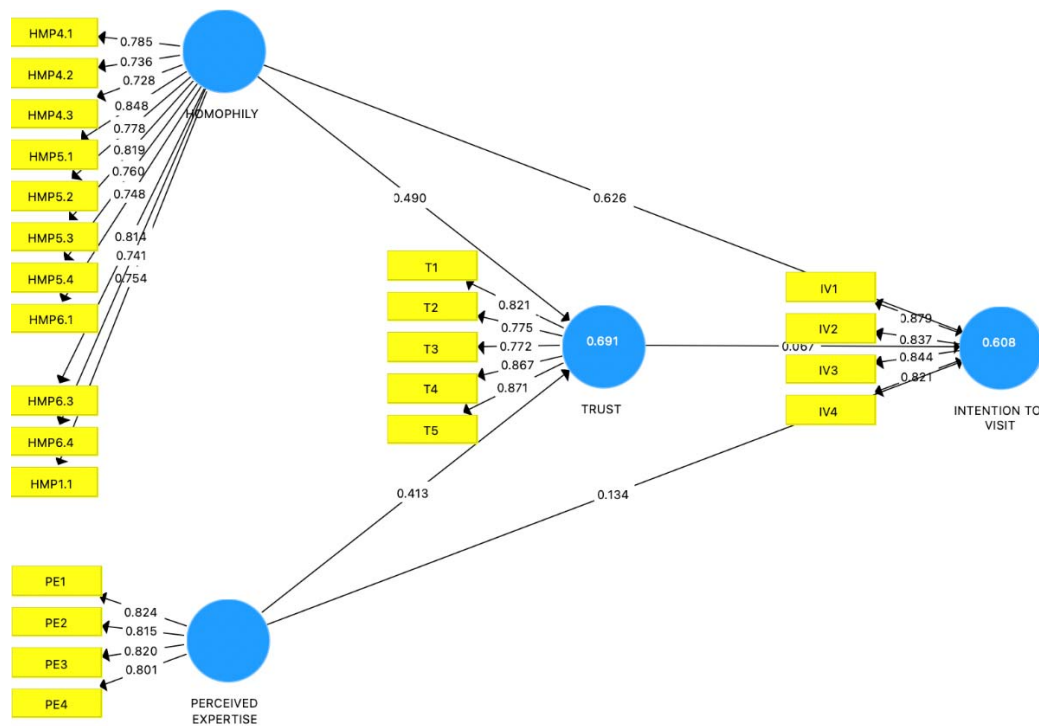 HMP4.1
HMP4.2
HMP4.3
HMP5.1
HMP5.2
HMP5.3
HMP5.4
HMP6.1
HMP6.3
HMP6.4
HMP1.1
0.785
0.736
0.728
0.848
0.778
0.819
0.760
0.748
0.814
0.741
0.754
HOMOPHILY
0.490
0.626
T1
T2
T3
T4
T5
0.821
0.775
0.772
0.867
0.871
0.691
TRUST
0.067
IV1
IV2
IV3
IV4
0.879
0.837
0.844
0.821
0.608
INTENTION TO
VISIT
0.413
0.134
PE1
PE2
PE3
PE4
0.824
0.815
0.820
0.801
PERCEIVED
EXPERTISE